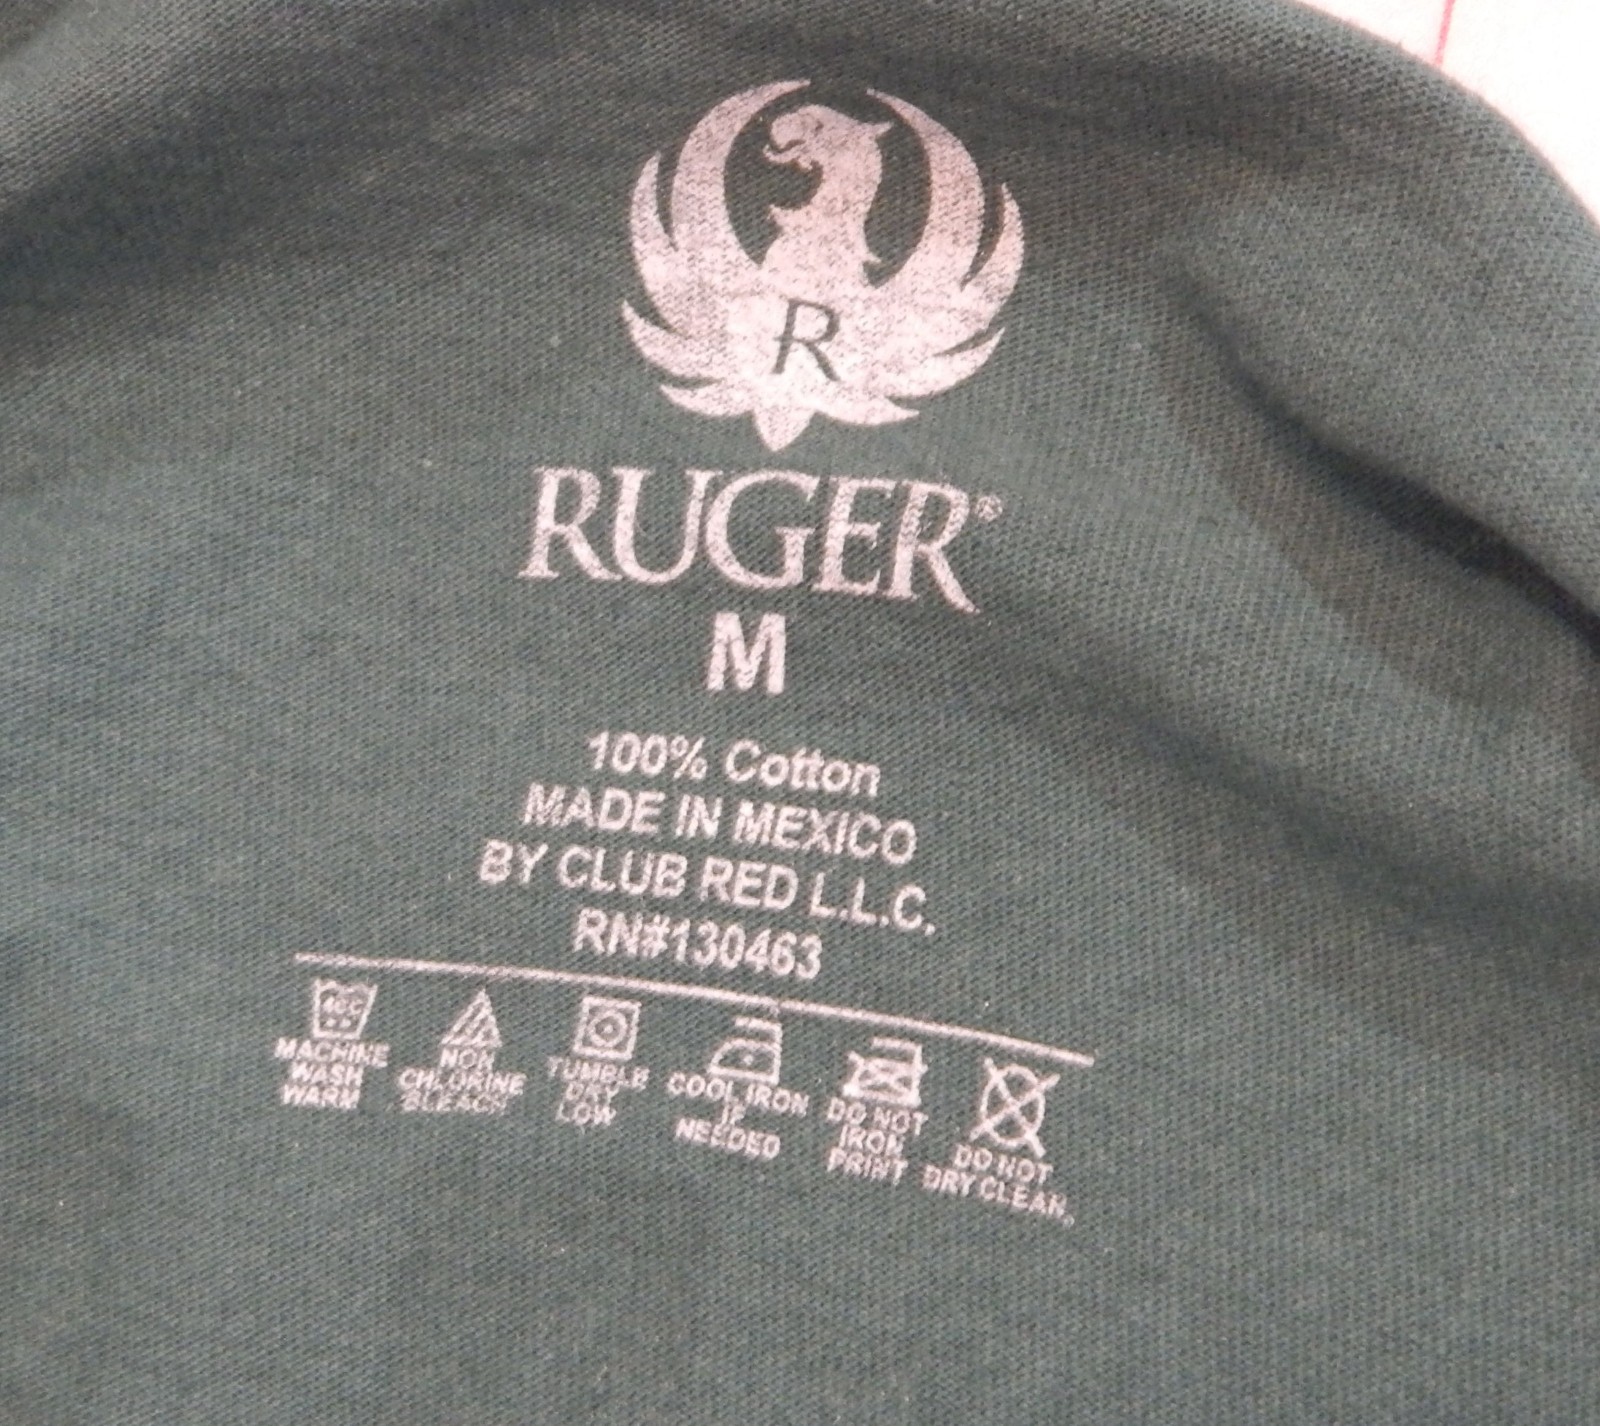 R
RUGER®
M
100% Cotton
MADE IN MEXICO
BY CLUB RED L.L.C.
RN#130463
MACHINE
WASH
WARM
NON
CHLORINE
BLEACH
TUMBLE
DRY
LOW
COOL IRON
IF
NEEDED
DO NOT
IRON
PRINT
DO NOT
DRY CLEAN.